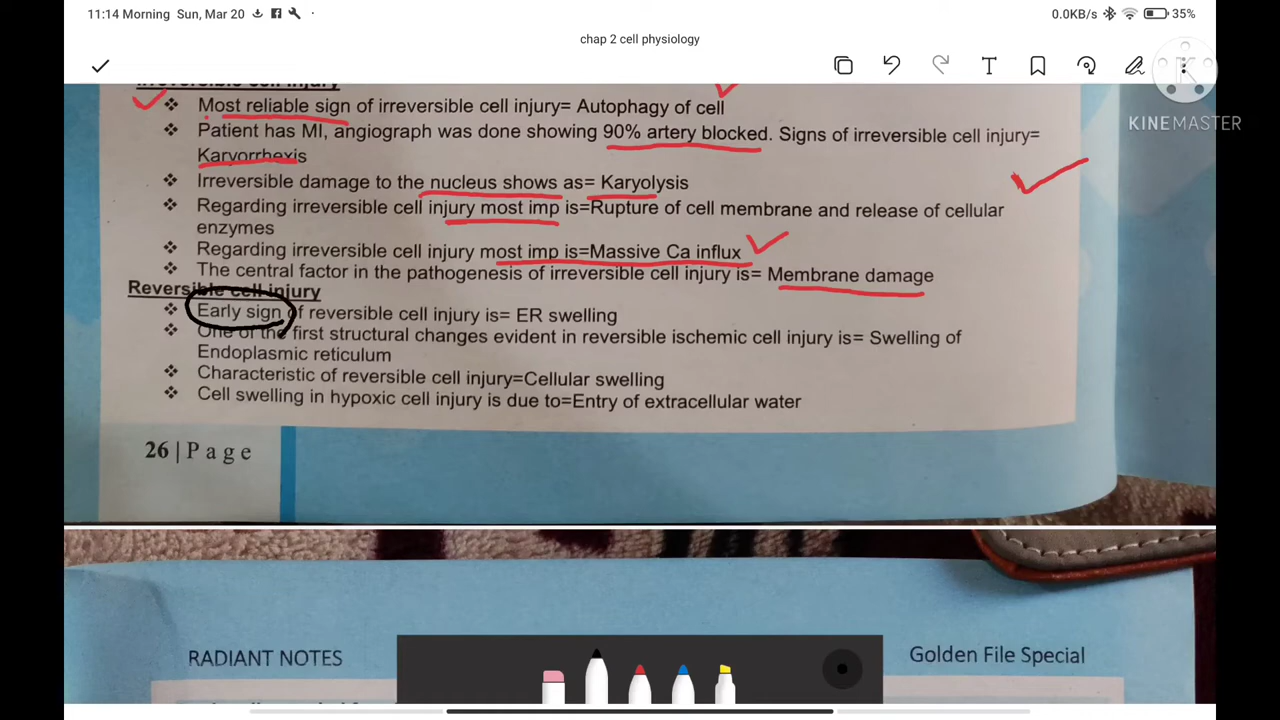 11:14 Morning Sun, Mar 20
0.0KB/s 35%
chap 2 cell physiology
KINEMASTER
Irreversible cell injury
Most reliable sign of irreversible cell injury= Autophagy of cell
Patient has MI, angiograph was done showing 90% artery blocked. Signs of irreversible cell injury=
Karyorrhexis
Irreversible damage to the nucleus shows as= Karyolysis
Regarding irreversible cell injury most imp is=Rupture of cell membrane and release of cellular
enzymes
Regarding irreversible cell injury most imp is=Massive Ca influx
The central factor in the pathogenesis of irreversible cell injury is= Membrane damage
Reversible cell injury
Early sign of reversible cell injury is= ER swelling
One of the first structural changes evident in reversible ischemic cell injury is= Swelling of
Endoplasmic reticulum
Characteristic of reversible cell injury=Cellular swelling
Cell swelling in hypoxic cell injury is due to=Entry of extracellular water
26 | P a g e
RADIANT NOTES
Golden File Special